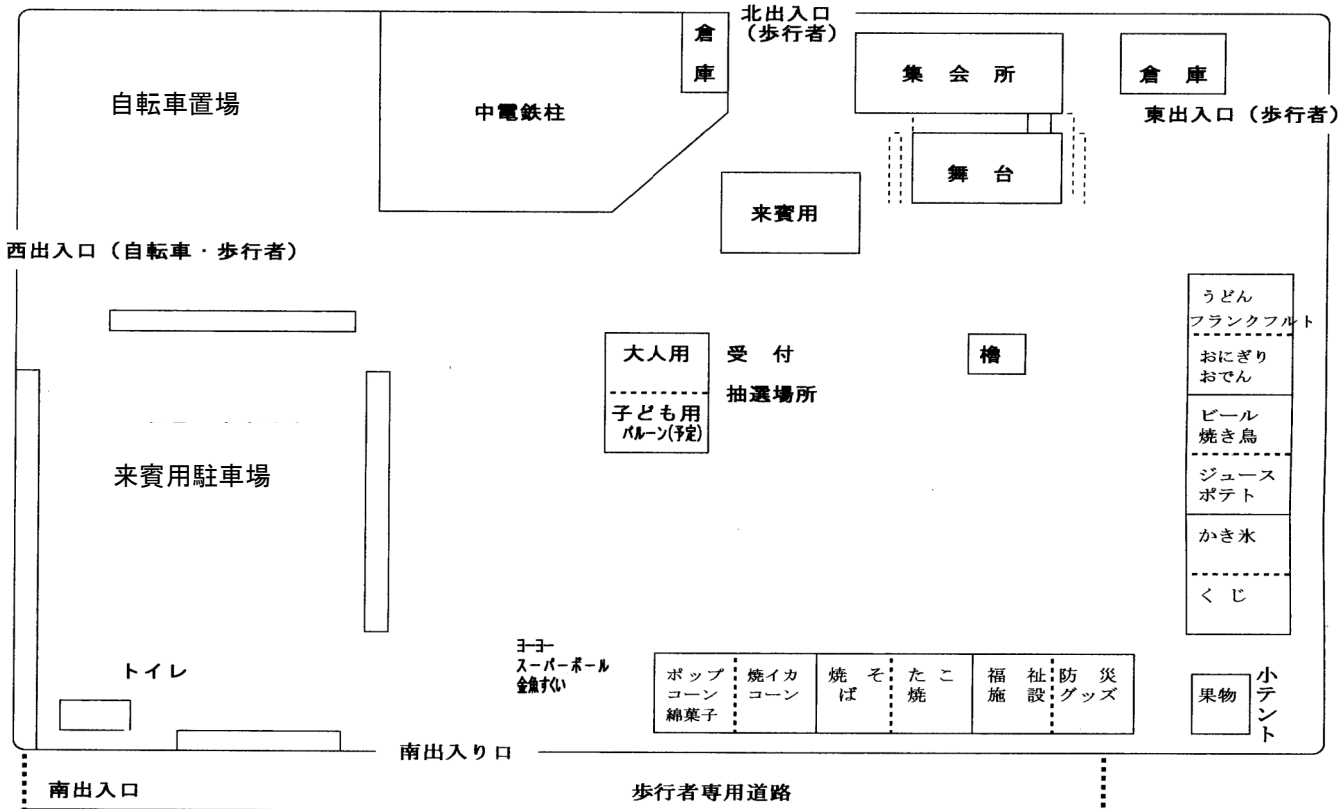 北出入口
(歩行者)
倉
庫
集 会 所
倉 庫
自転車置場
中電鉄柱
東出入口(歩行者)
舞 台
来賓用
西出入口(自転車・歩行者)
うどん
フランクフルト
大人用
受 付
櫓
おにぎり
おでん
抽選場所
子ども用
バルーン(予定)
ビール
焼き鳥
来賓用駐車場
ジュース
ポテト
かき氷
く じ
ヨーヨー
スーパーボール
金魚すくい
トイレ
ポップ
コーン
綿菓子
焼イカ
コーン
焼 そ
ば
た こ
焼
福 祉
施 設
防 災
グッズ
果物
小テント
南出入り口
南出入口
歩行者専用道路